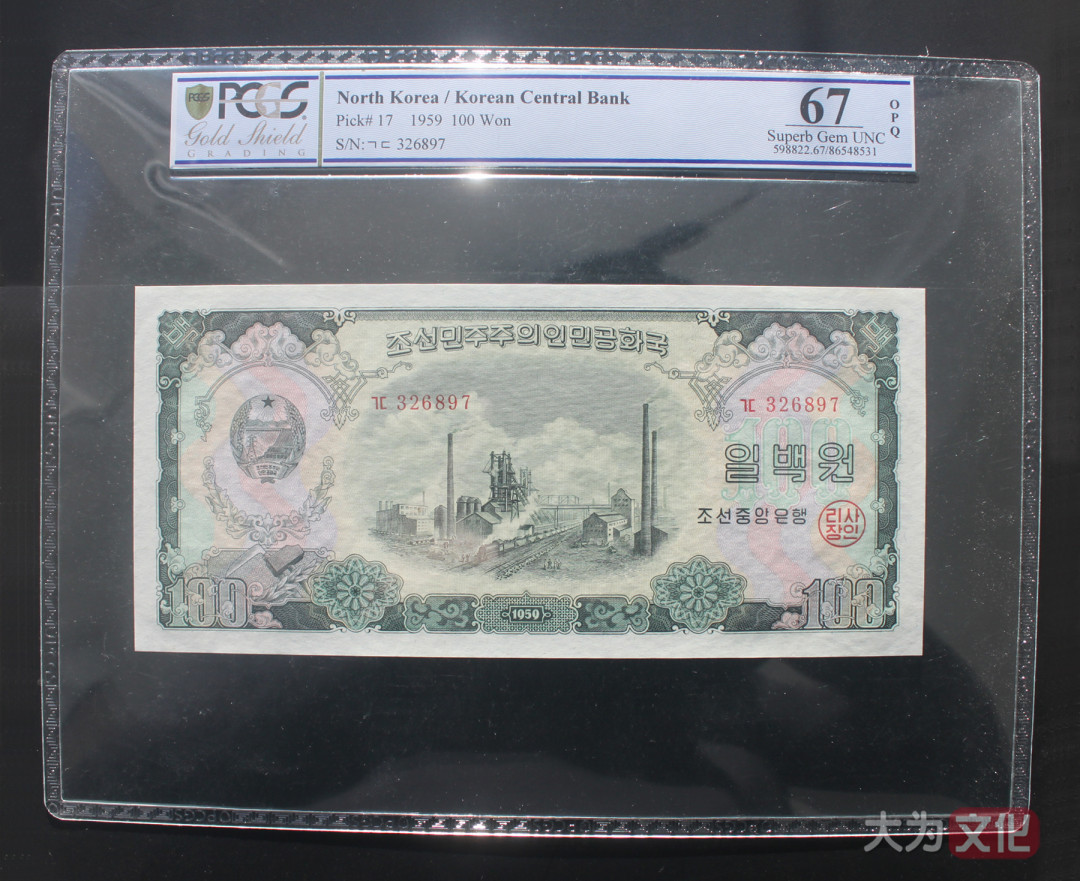 PCGS
PCGS
Gold Shield
GRADING
North Korea / Korean Central Bank
Pick# 17 1959 100 Won
S/N:ㄱㄷ 326897
67
Superb Gem UNC
598822.67/86548531
OPQ
조선민주주의인민공화국
ㄱㄷ 326897
ㄱㄷ 326897
100
일백원
조선중앙은행
리사
장인
100
1959
100
PCGS
大为文化